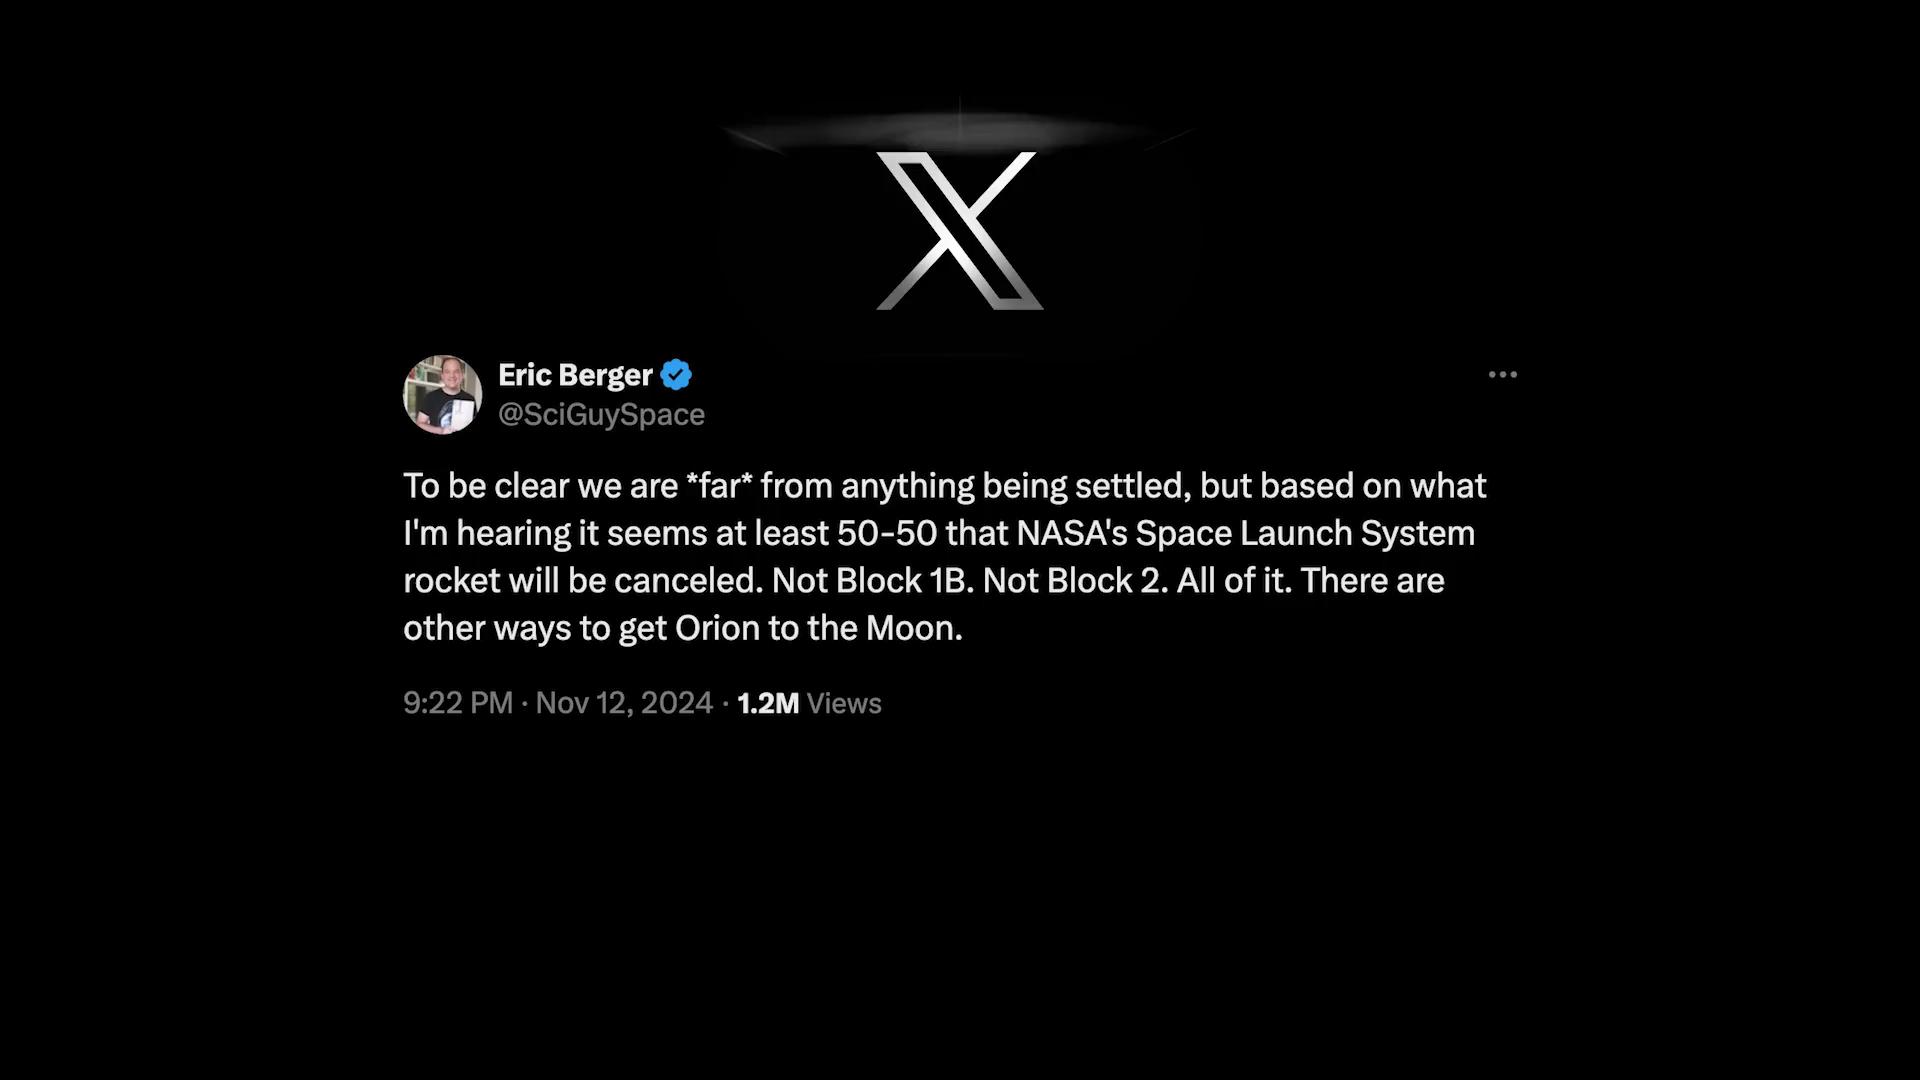 Eric Berger
@SciGuySpace
To be clear we are *far* from anything being settled, but based on what
I'm hearing it seems at least 50-50 that NASA's Space Launch System
rocket will be canceled. Not Block 1B. Not Block 2. All of it. There are
other ways to get Orion to the Moon.
9:22 PM · Nov 12, 2024 · 1.2M Views